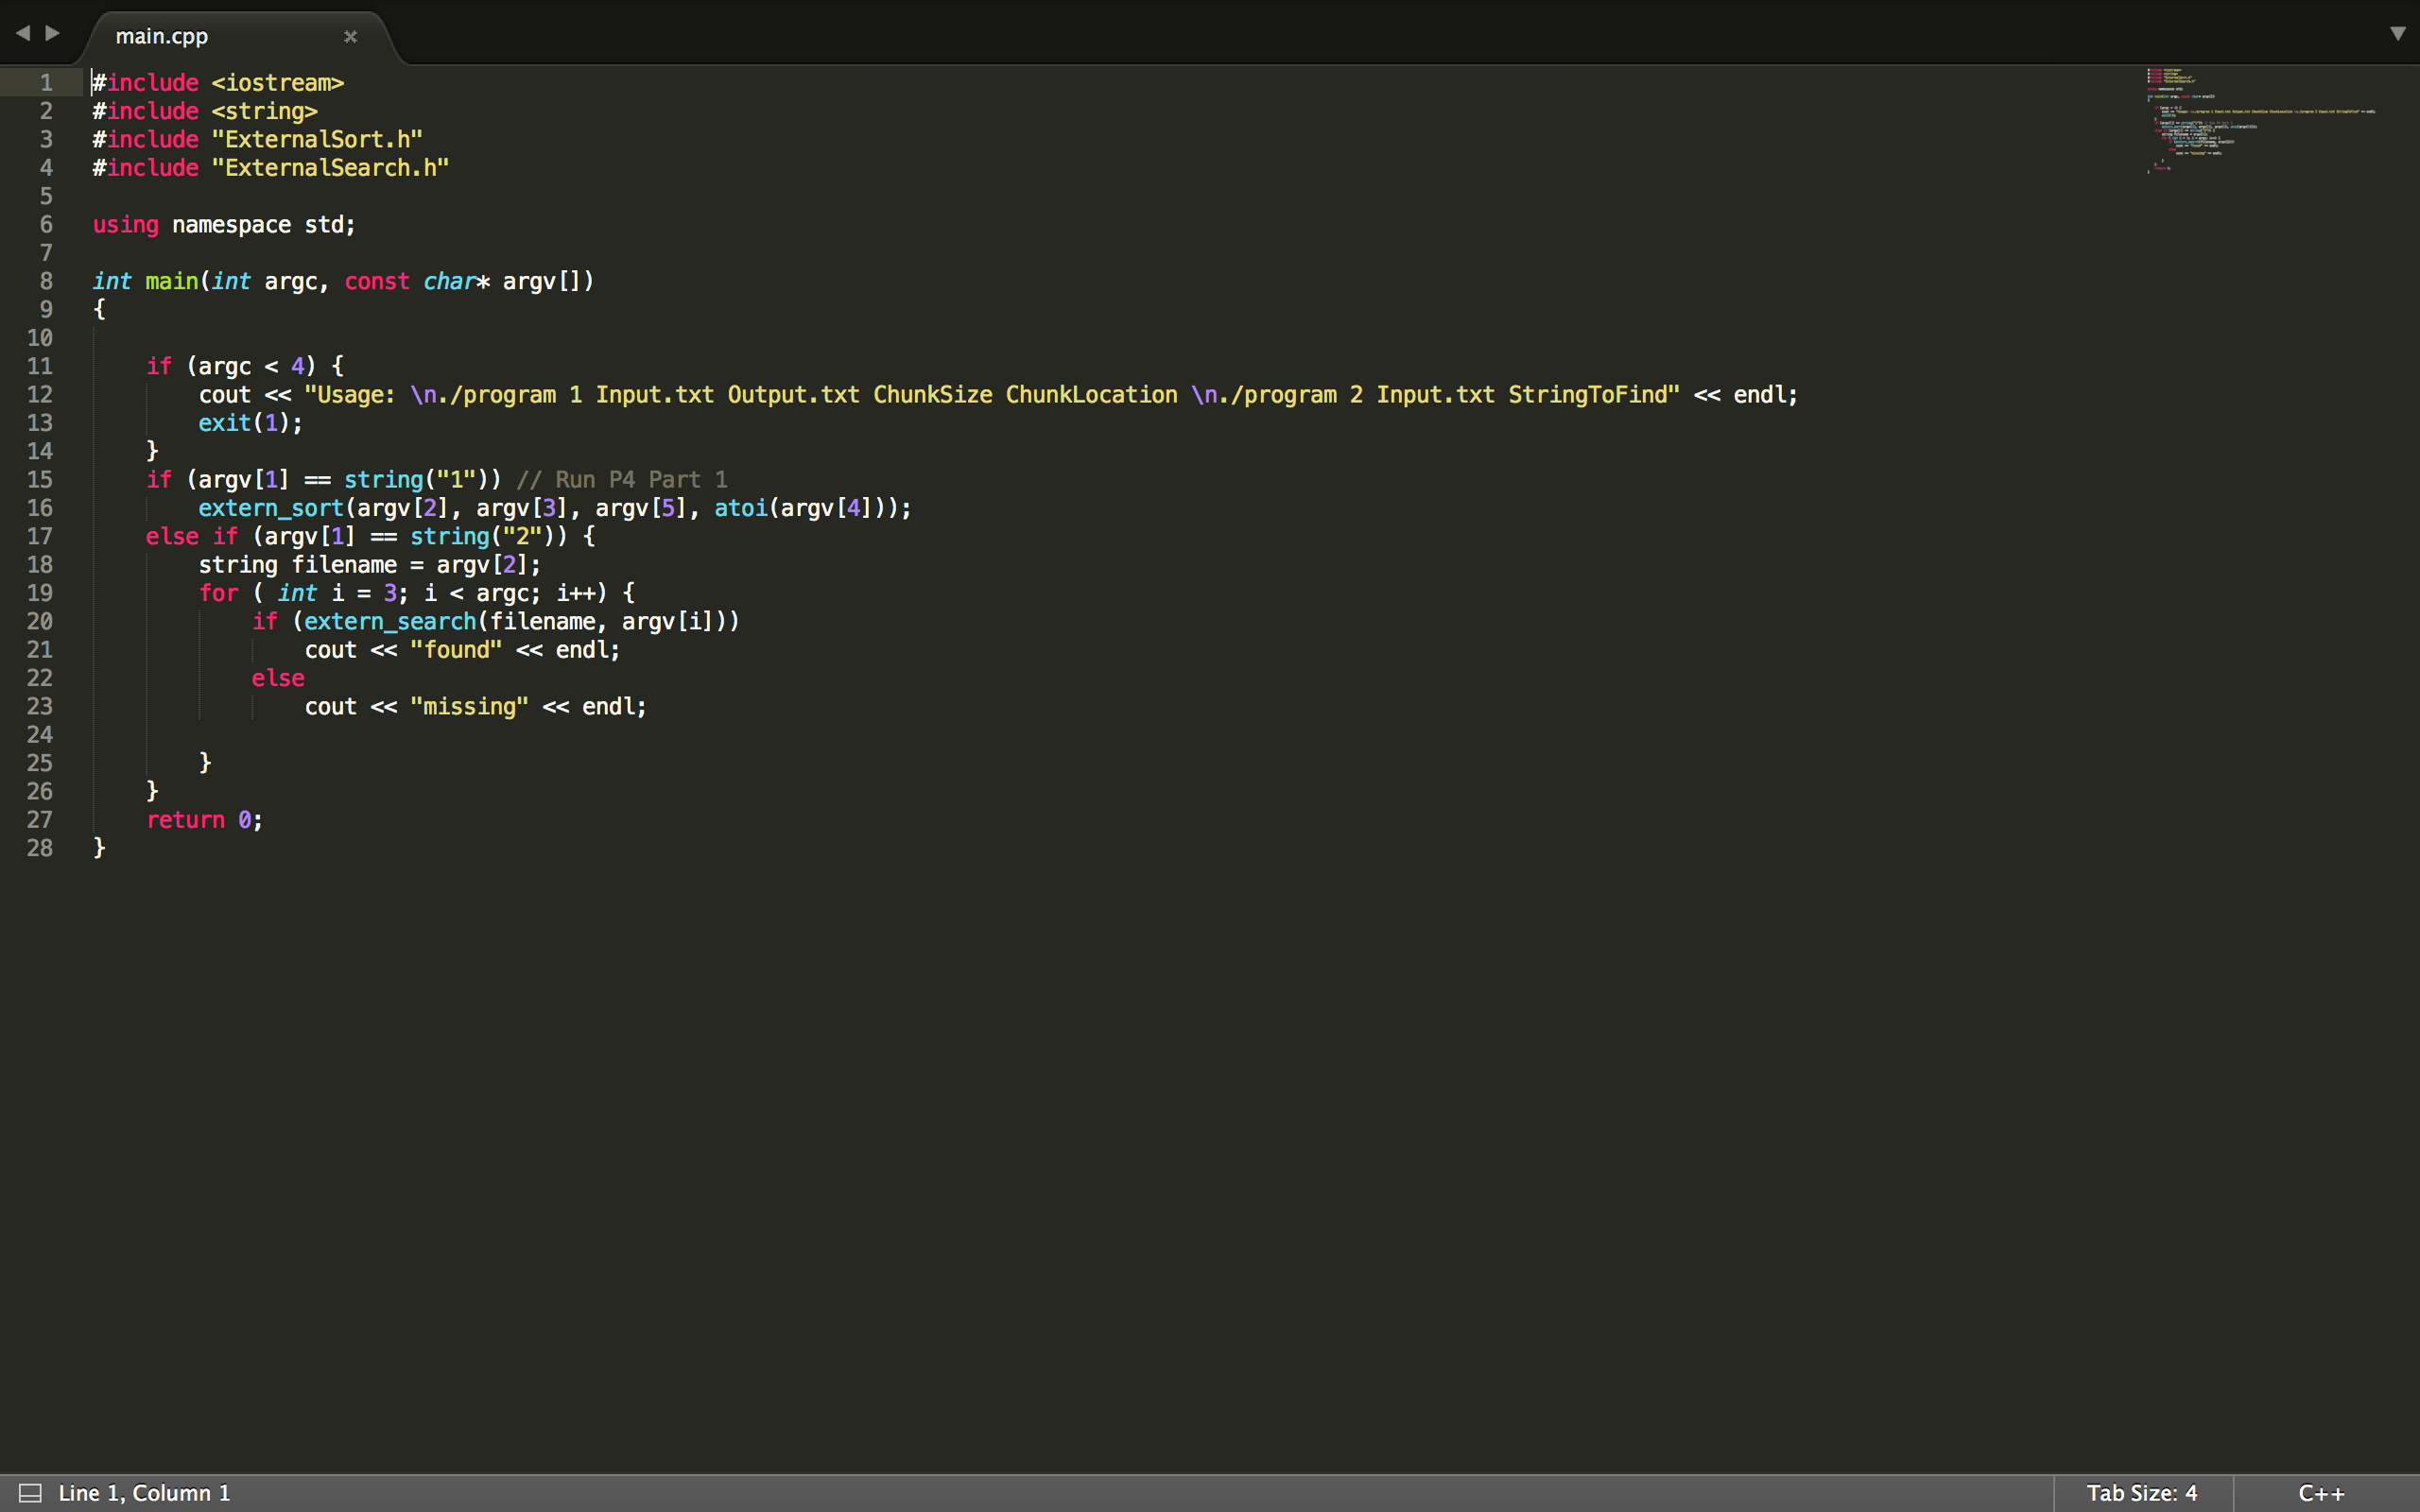 main.cpp
1 #include <iostream>
2 #include <string>
3 #include "ExternalSort.h"
4 #include "ExternalSearch.h"
5
6 using namespace std;
7
8 int main(int argc, const char* argv[])
9 {
10
11     if (argc < 4) {
12         cout << "Usage: \n./program 1 Input.txt Output.txt ChunkSize ChunkLocation \n./program 2 Input.txt StringToFind" << endl;
13         exit(1);
14     }
15     if (argv[1] == string("1")) // Run P4 Part 1
16         extern_sort(argv[2], argv[3], argv[5], atoi(argv[4]));
17     else if (argv[1] == string("2")) {
18         string filename = argv[2];
19         for ( int i = 3; i < argc; i++) {
20             if (extern_search(filename, argv[i]))
21                 cout << "found" << endl;
22             else
23                 cout << "missing" << endl;
24
25         }
26     }
27     return 0;
28 }
Line 1, Column 1
Tab Size: 4
C++